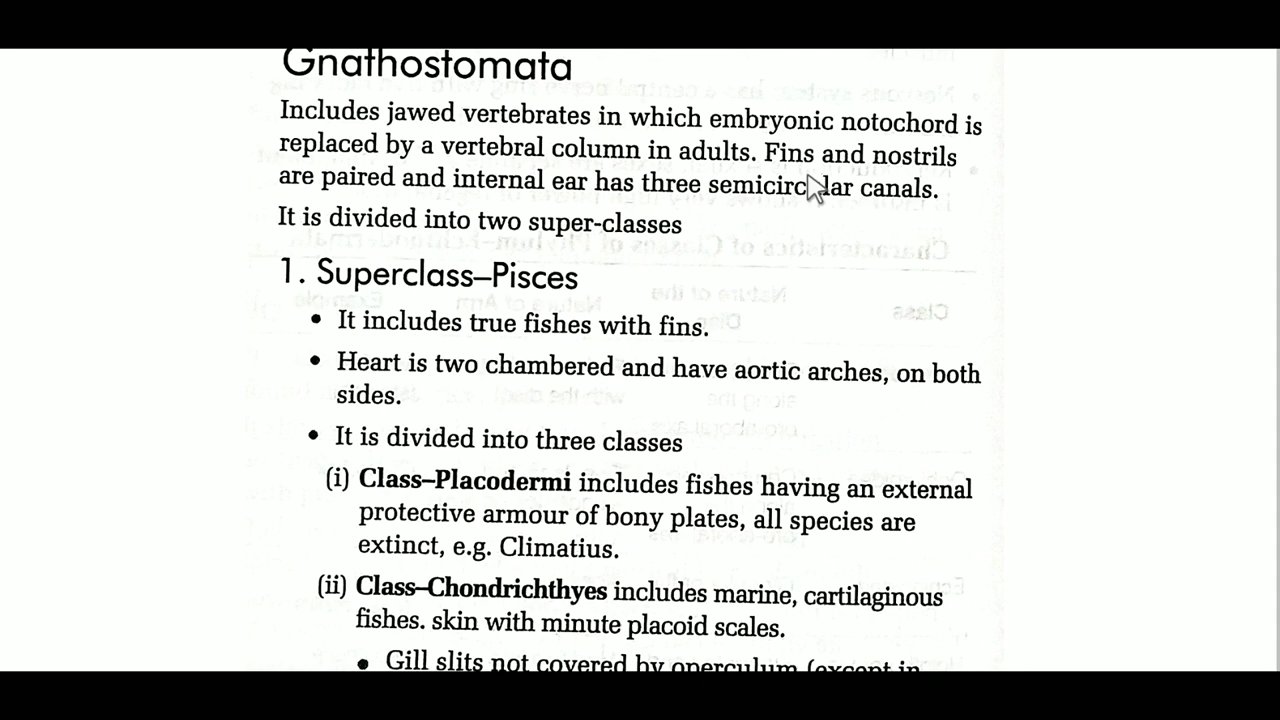 Gnathostomata
Includes jawed vertebrates in which embryonic notochord is
replaced by a vertebral column in adults. Fins and nostrils
are paired and internal ear has three semicircular canals.
It is divided into two super-classes
1. Superclass–Pisces
• It includes true fishes with fins.
• Heart is two chambered and have aortic arches, on both
sides.
• It is divided into three classes
(i) Class–Placodermi includes fishes having an external
protective armour of bony plates, all species are
extinct, e.g. Climatius.
(ii) Class–Chondrichthyes includes marine, cartilaginous
fishes. skin with minute placoid scales.
• Gill slits not covered by operculum (except in